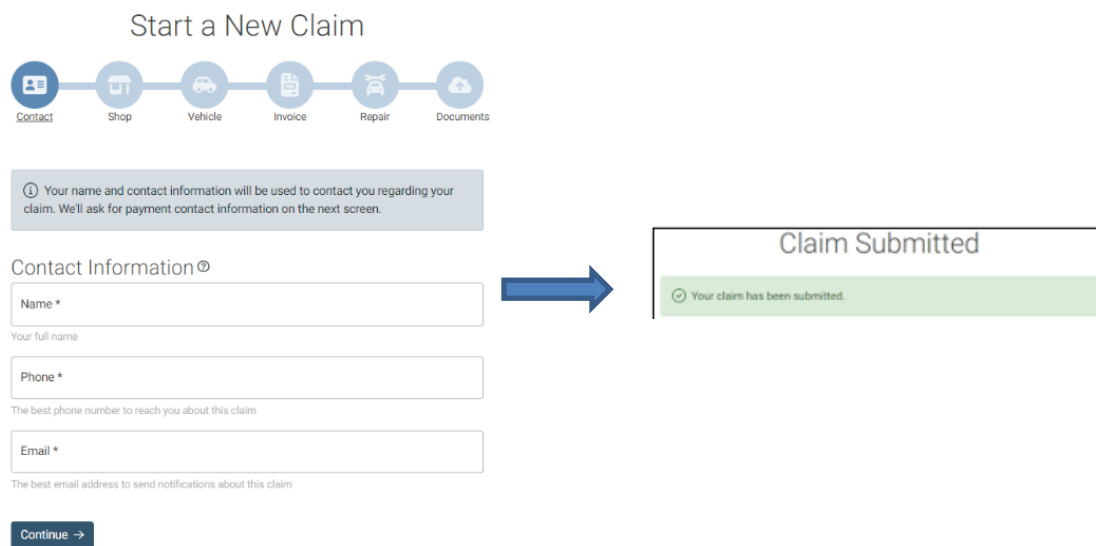 Start a New Claim
Contact
Shop
Vehicle
Invoice
Repair
Documents
Your name and contact information will be used to contact you regarding your
claim. We'll ask for payment contact information on the next screen.
Contact Information
Name *
Your full name
Phone *
The best phone number to reach you about this claim
Email *
The best email address to send notifications about this claim
Continue →
Claim Submitted
Your claim has been submitted.